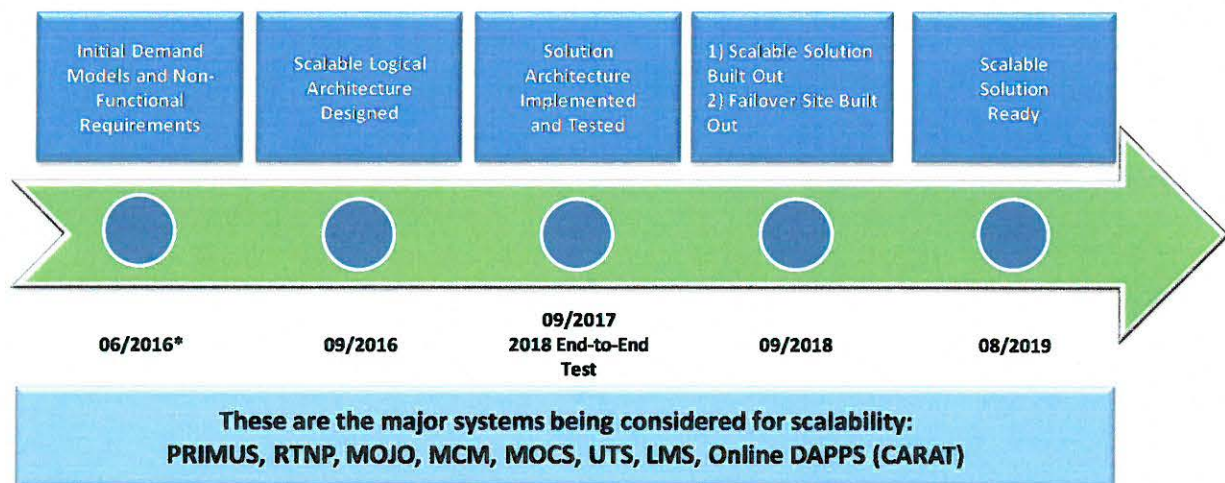 Initial Demand
Models and Non-
Functional
Requirements
Scalable Logical
Architecture
Designed
Solution
Architecture
Implemented
and Tested
1) Scalable Solution
Built Out
2) Failover Site Built
Out
Scalable
Solution
Ready
06/2016*
09/2016
09/2017
2018 End-to-End
Test
09/2018
08/2019
These are the major systems being considered for scalability:
PRIMUS, RTNP, MOJO, MCM, MOCS, UTS, LMS, Online DAPPS (CARAT)